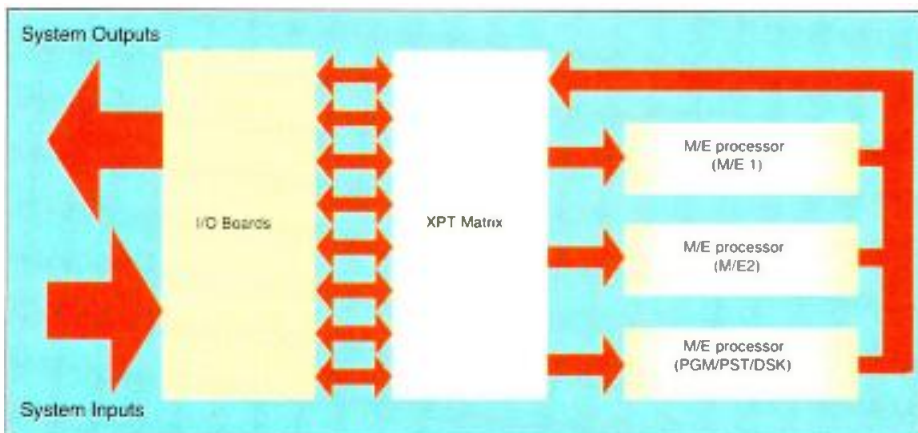 System Outputs
I/O Boards
XPT Matrix
M/E processor
(M/E 1)
M/E processor
(M/E2)
M/E processor
(PGM/PST/DSK)
System Inputs